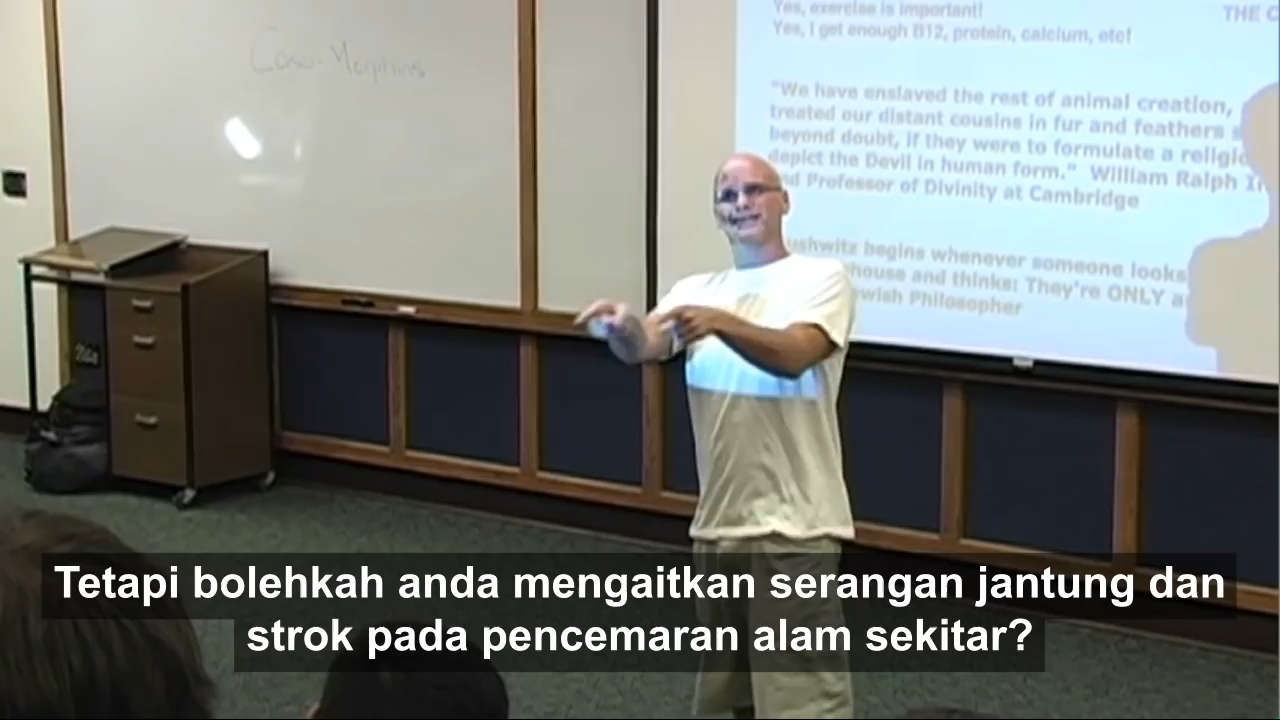 Yes, exercise is important!
THE C
Yes, I get enough B12, protein, calcium, etc!
"We have enslaved the rest of animal creation,
treated our distant cousins in fur and feathers
beyond doubt, if they were to formulate a religio
depict the Devil in human form." William Ralph
Professor of Divinity at Cambridge
begins whenever someone looks
house and thinks: They're ONLY
Philosopher
Tetapi bolehkah anda mengaitkan serangan jantung dan
strok pada pencemaran alam sekitar?